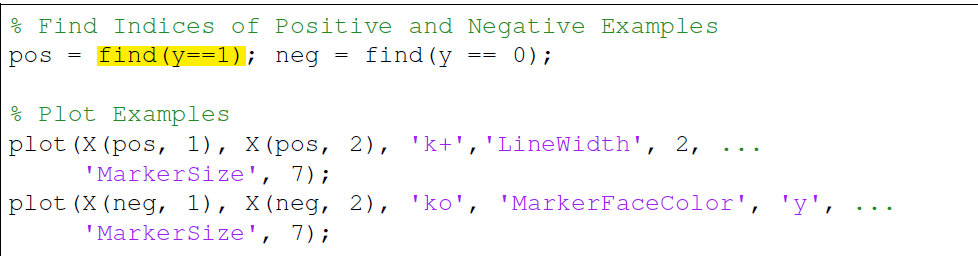 % Find Indices of Positive and Negative Examples
pos = find(y==1); neg = find(y == 0);
% Plot Examples
plot(X(pos, 1), X(pos, 2), 'k+','LineWidth', 2, ...
'MarkerSize', 7);
plot(X(neg, 1), X(neg, 2), 'ko', 'MarkerFaceColor', 'y', ...
'MarkerSize', 7);